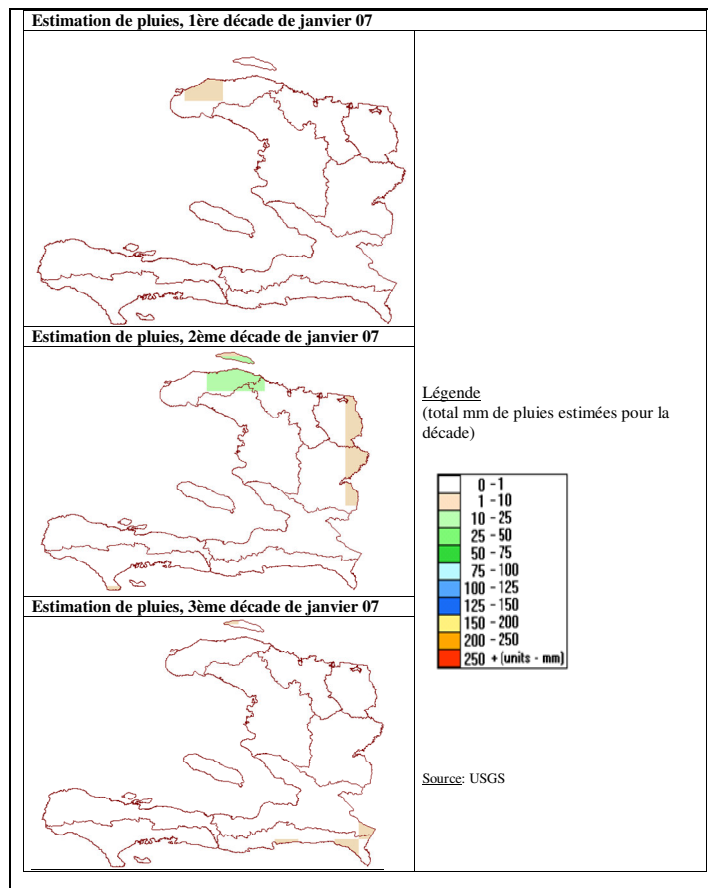 Estimation de pluies, 1ère décade de janvier 07
Estimation de pluies, 2ème décade de janvier 07
Estimation de pluies, 3ème décade de janvier 07
Légende
(total mm de pluies estimées pour la
décade)
0 - 1
1 - 10
10 - 25
25 - 50
50 - 75
75 - 100
100 - 125
125 - 150
150 - 200
200 - 250
250 + (units - mm)
Source: USGS